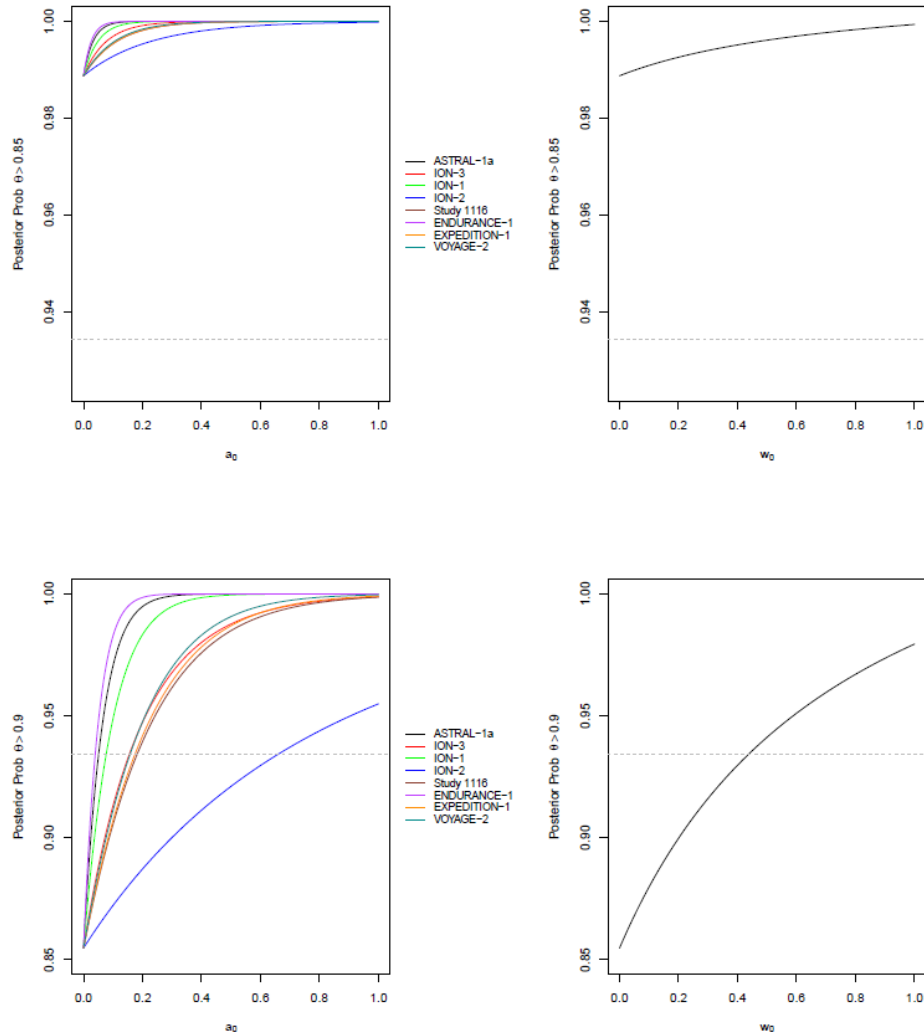 Posterior Prob θ > 0.85
1.00
0.98
0.96
0.94
0.0 0.2 0.4 0.6 0.8 1.0
a0
ASTRAL-1a
ION-3
ION-1
ION-2
Study 1116
ENDURANCE-1
EXPEDITION-1
VOYAGE-2
Posterior Prob θ > 0.85
1.00
0.98
0.96
0.94
0.0 0.2 0.4 0.6 0.8 1.0
w0
Posterior Prob θ > 0.9
1.00
0.95
0.90
0.85
0.0 0.2 0.4 0.6 0.8 1.0
a0
ASTRAL-1a
ION-3
ION-1
ION-2
Study 1116
ENDURANCE-1
EXPEDITION-1
VOYAGE-2
Posterior Prob θ > 0.9
1.00
0.95
0.90
0.85
0.0 0.2 0.4 0.6 0.8 1.0
w0